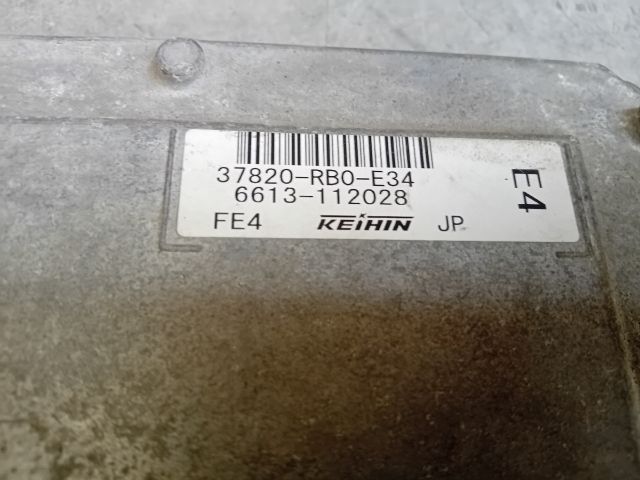 37820-RB0-E34
6613-112028
FE4 KEIHIN JP
E4